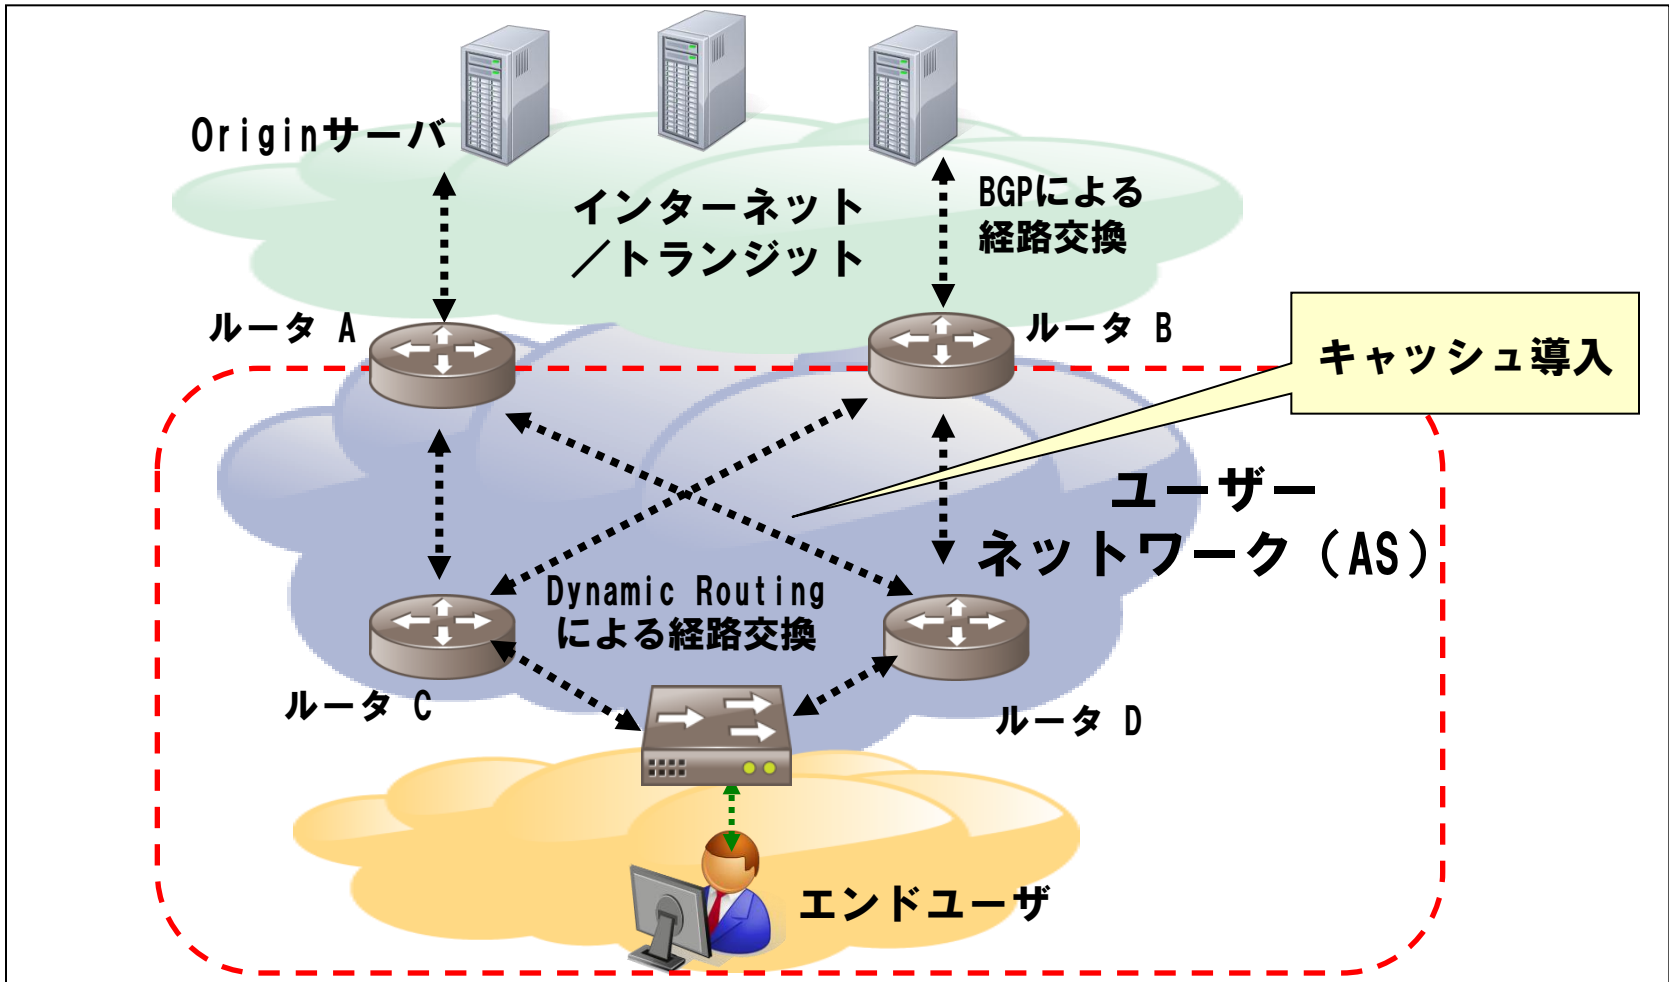 Originサーバ
インターネット
／トランジット
BGPによる
経路交換
ルータ A
ルータ B
キャッシュ導入
ユーザー
ネットワーク（AS）
Dynamic Routing
による経路交換
ルータ C
ルータ D
エンドユーザ